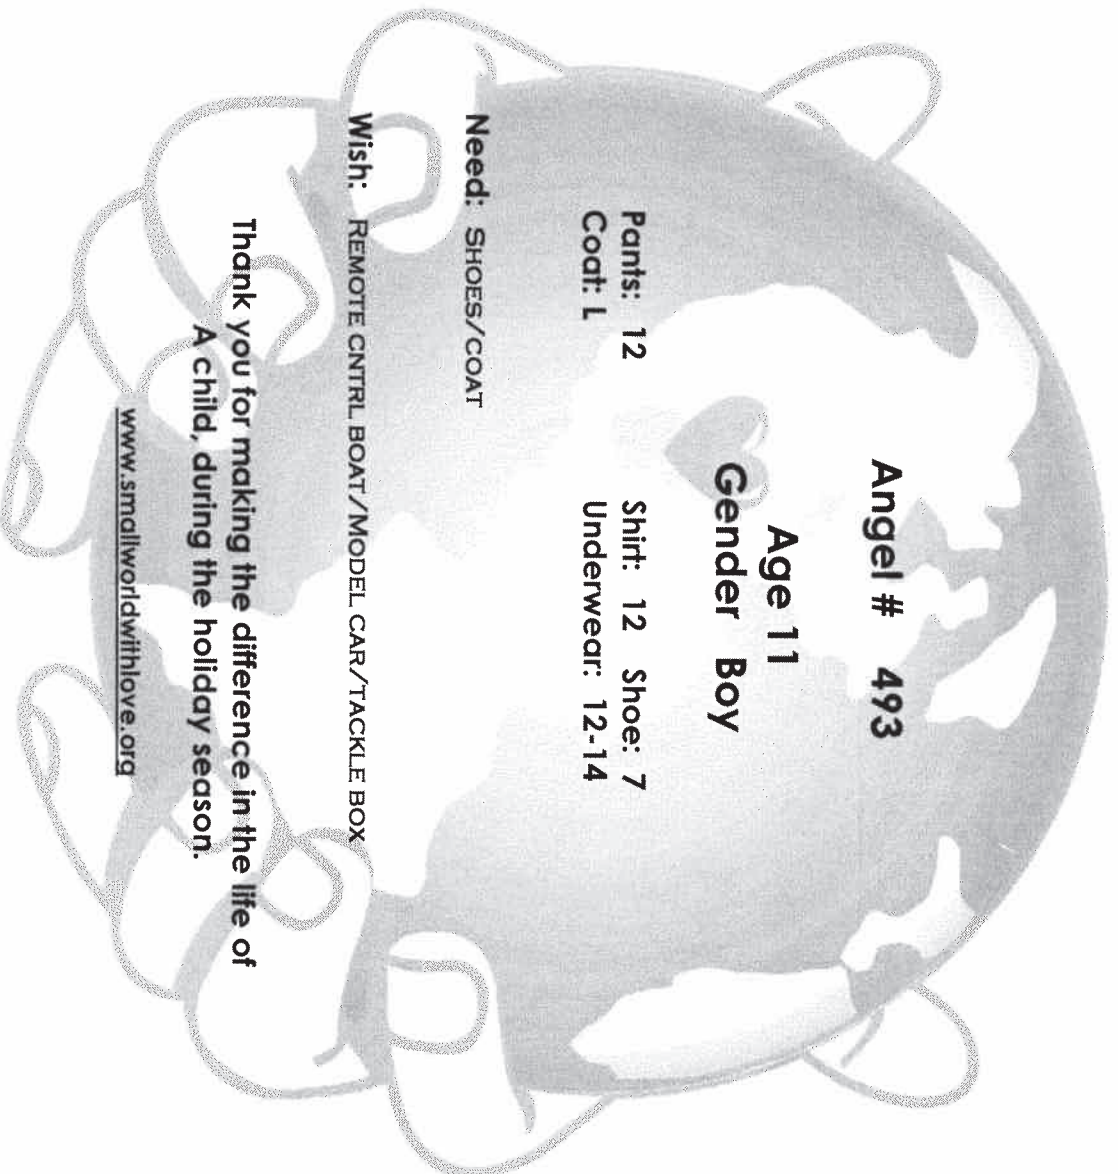 Angel # 493
Age 11
Gender Boy
Pants: 12 Shirt: 12 Shoe: 7
Coat: L Underwear: 12-14
Need: SHOES/COAT
Wish: REMOTE CNTRL BOAT/MODEL CAR/TACKLE BOX
Thank you for making the difference in the life of
A child, during the holiday season.
www.smallworldwithlove.org